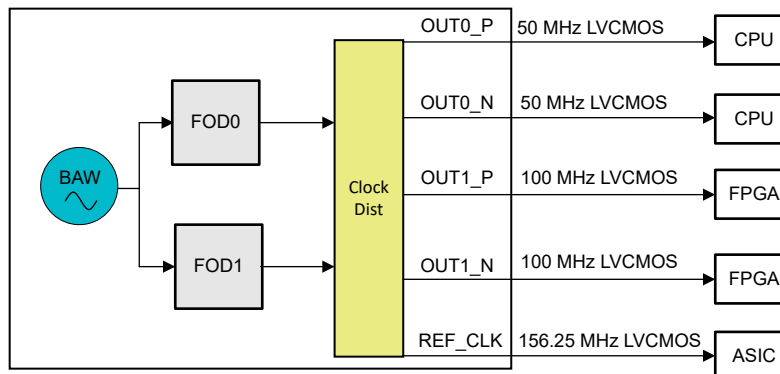 OUT0_P 50 MHz LVCMOS CPU
FOD0
OUT0_N 50 MHz LVCMOS CPU
BAW
Clock
Dist
OUT1_P 100 MHz LVCMOS FPGA
FOD1
OUT1_N 100 MHz LVCMOS FPGA
REF_CLK 156.25 MHz LVCMOS ASIC